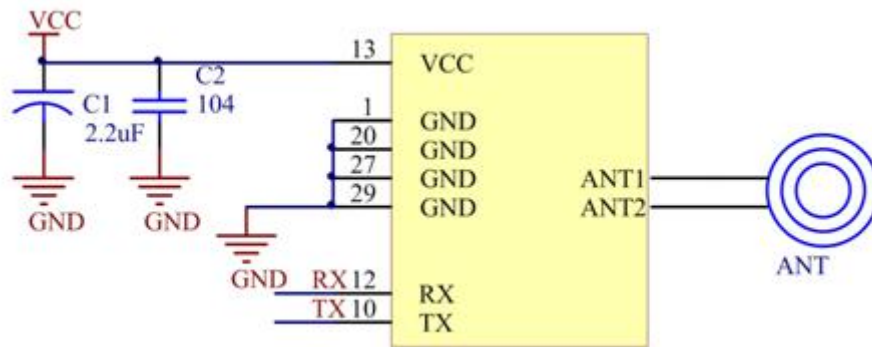 VCC
13 VCC
C1
2.2uF
C2
104
GND
GND
1 GND
20 GND
27 GND
29 GND
GND
RX 12 RX
TX 10 TX
ANT1
ANT2
ANT